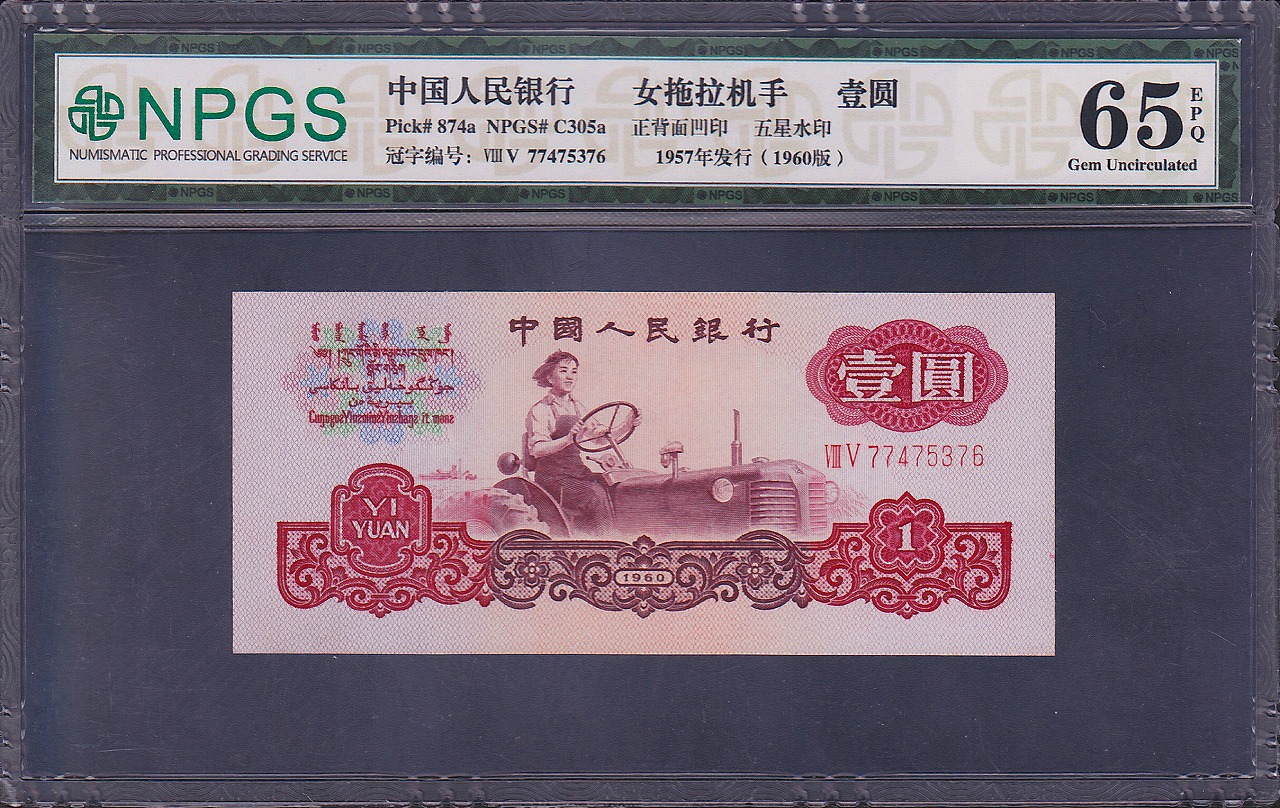 NPGS
NUMISMATIC PROFESSIONAL GRADING SERVICE
中国人民银行 女拖拉机手 壹圆
Pick# 874a NPGS# C305a 正背面凹印 五星水印
冠字编号: ⅧⅤ 77475376 1957年发行 (1960版)
65 EPQ
Gem Uncirculated
中國人民銀行
壹圓
ⅧⅤ 77475376
YI
YUAN
1960
1